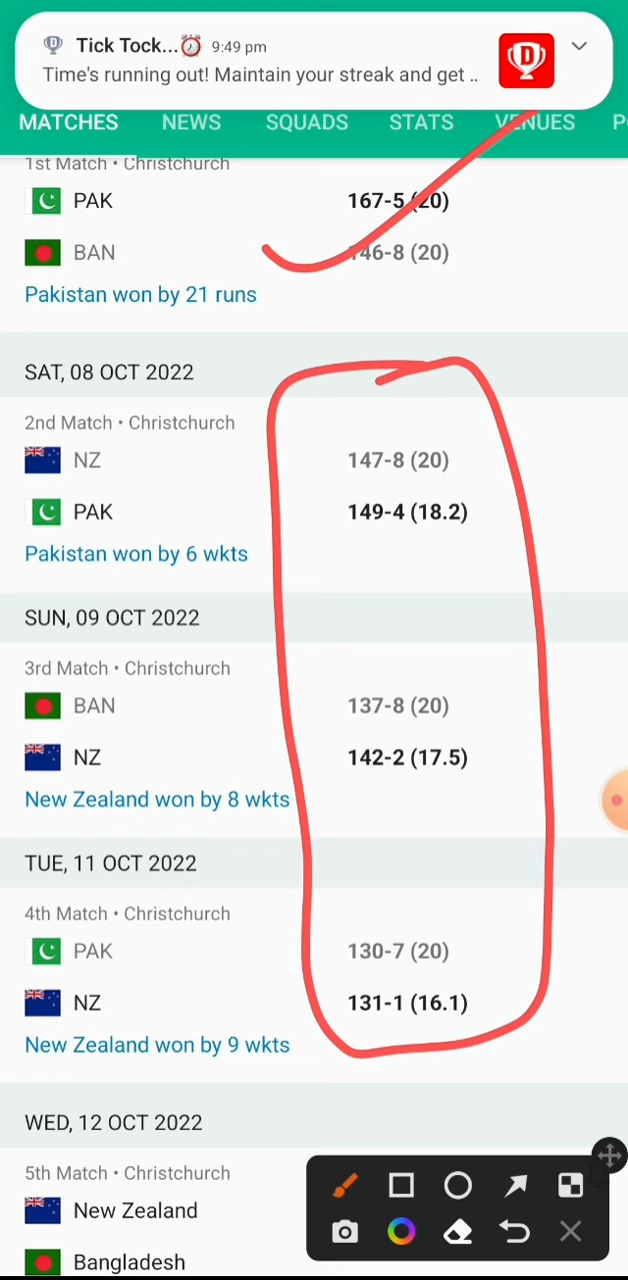 Tick Tock...⏰ 9:49 pm
Time's running out! Maintain your streak and get ..
D
MATCHES NEWS SQUADS STATS VENUES P
1st Match • Christchurch
PAK 167-5 (20)
BAN 146-8 (20)
Pakistan won by 21 runs
SAT, 08 OCT 2022
2nd Match • Christchurch
NZ 147-8 (20)
PAK 149-4 (18.2)
Pakistan won by 6 wkts
SUN, 09 OCT 2022
3rd Match • Christchurch
BAN 137-8 (20)
NZ 142-2 (17.5)
New Zealand won by 8 wkts
TUE, 11 OCT 2022
4th Match • Christchurch
PAK 130-7 (20)
NZ 131-1 (16.1)
New Zealand won by 9 wkts
WED, 12 OCT 2022
5th Match • Christchurch
New Zealand
Bangladesh